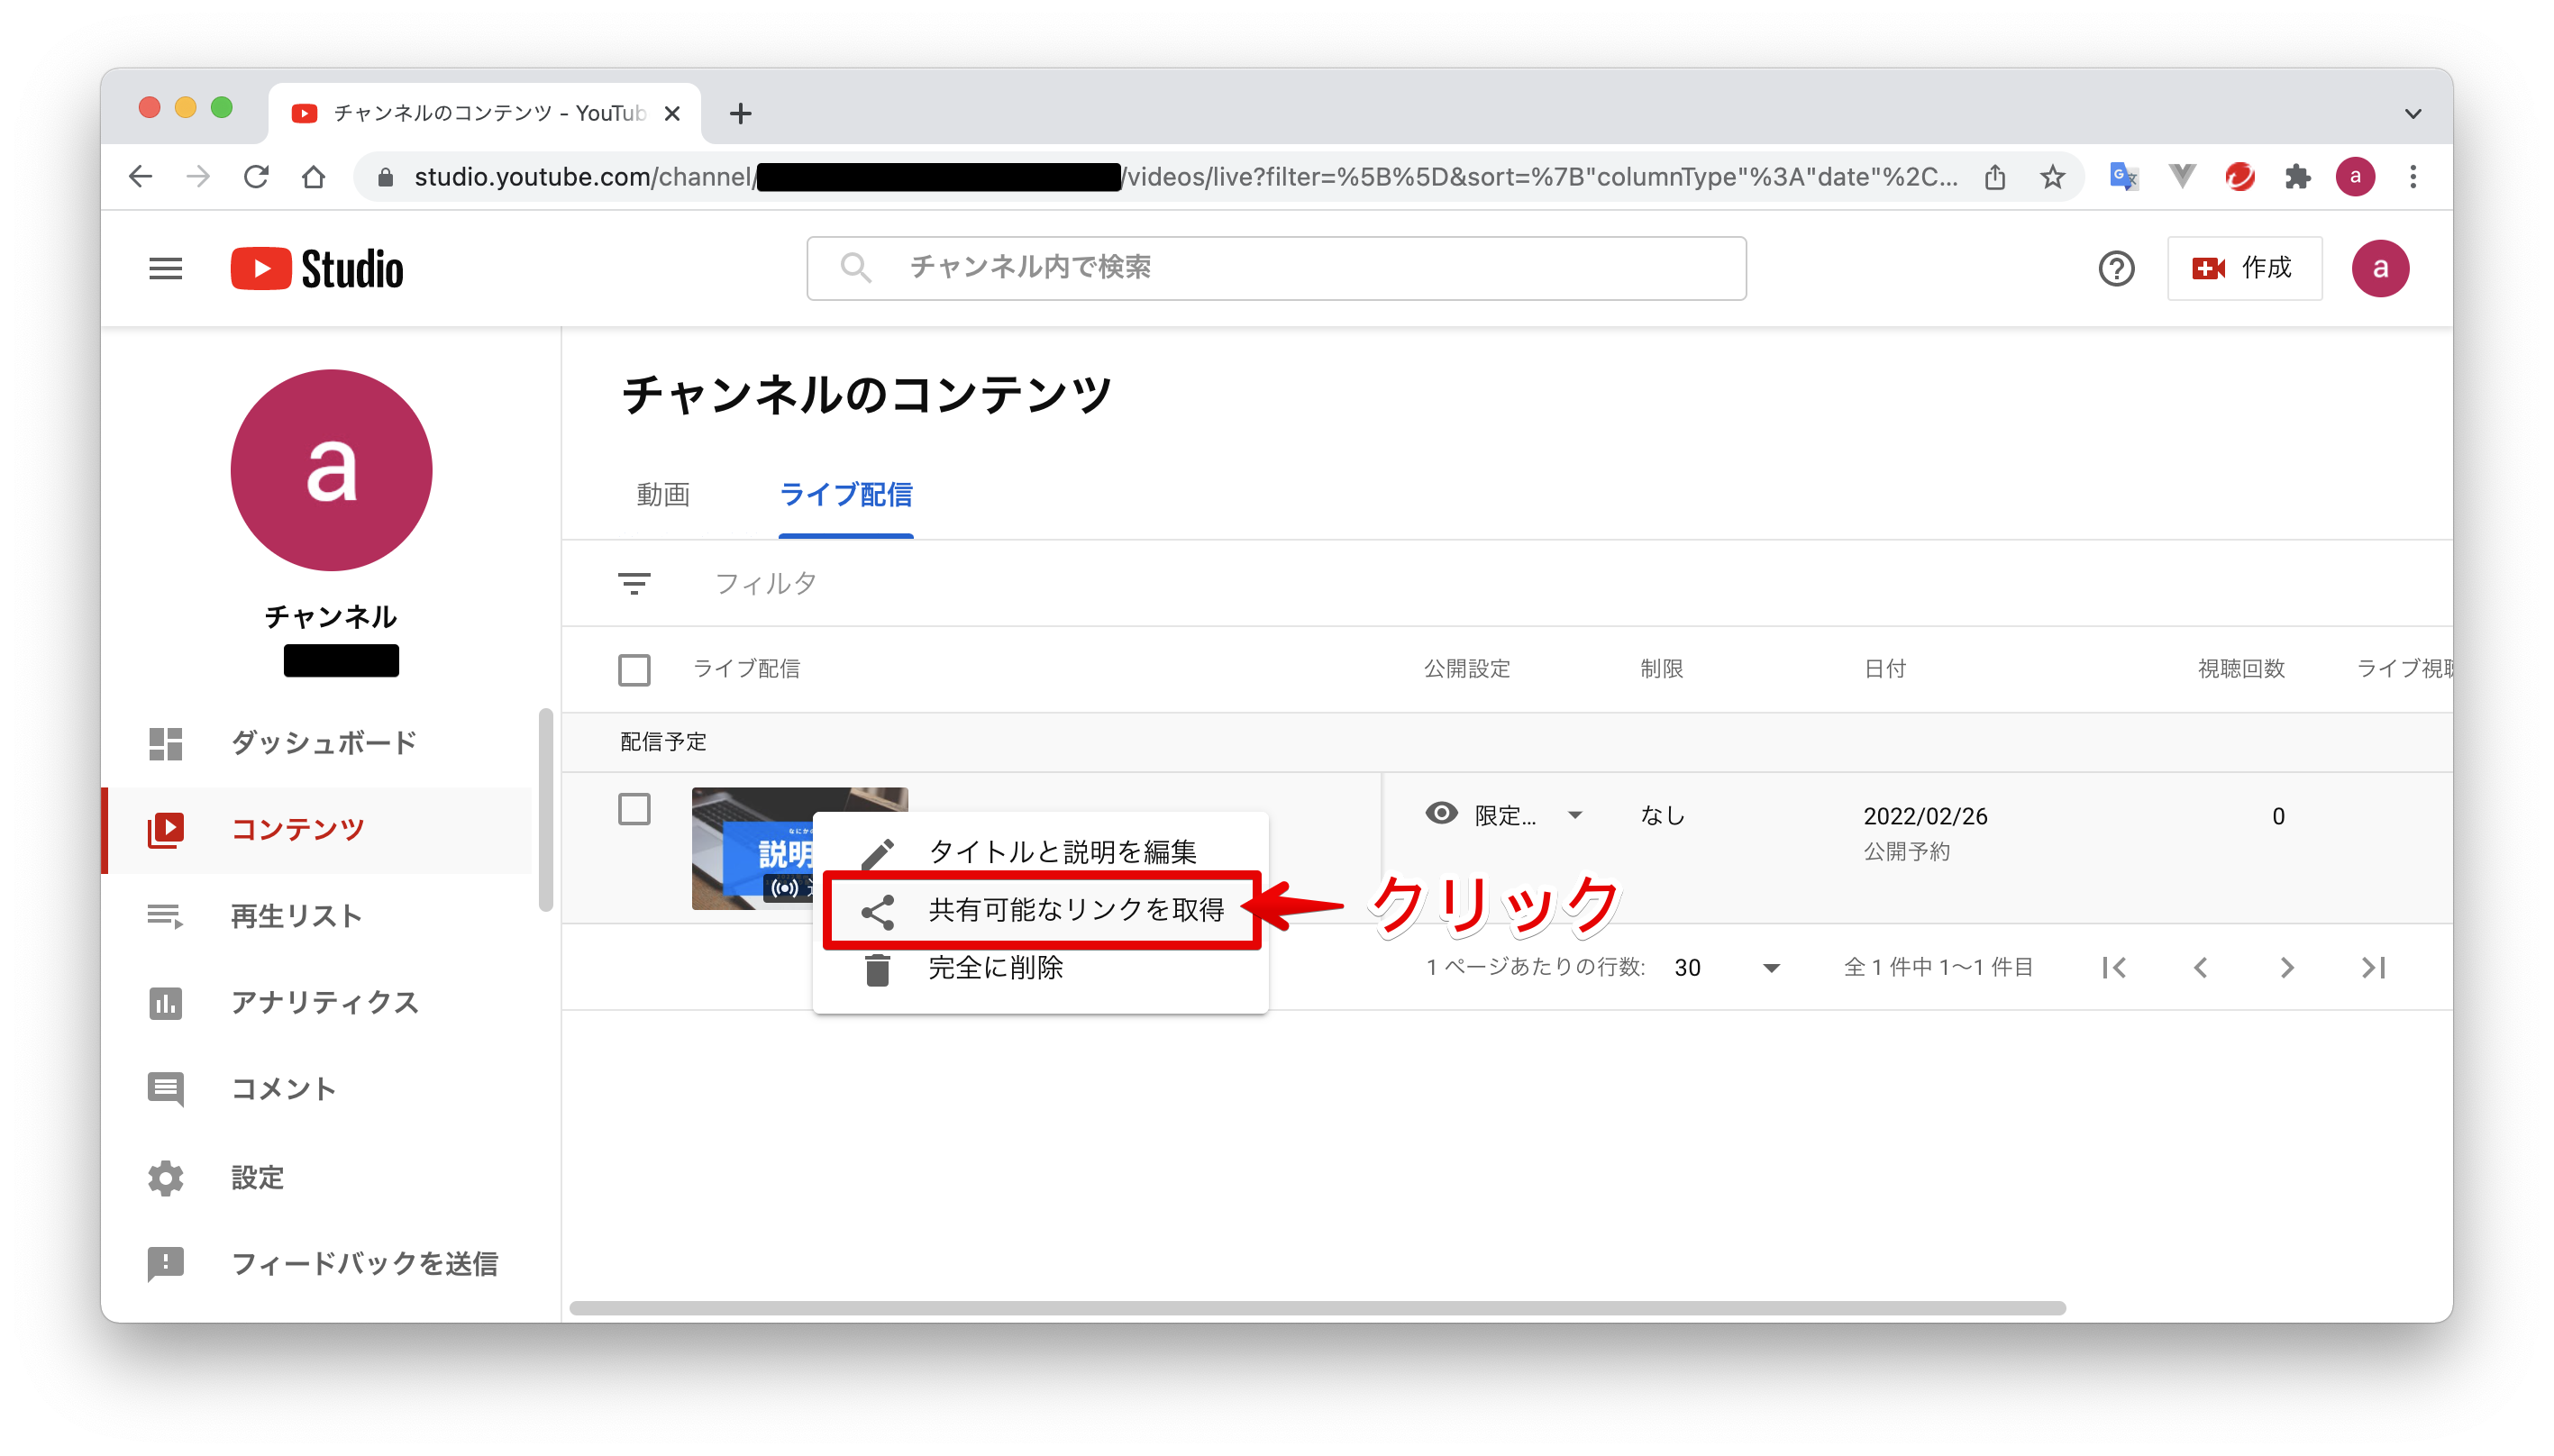 チャンネルのコンテンツ - YouTub
studio.youtube.com/channel/
/videos/live?filter=%5B%5D&sort=%7B"columnType"%3A"date"%2C...
a
Studio
チャンネル内で検索
作成
a
a
チャンネル
ダッシュボード
コンテンツ
再生リスト
アナリティクス
コメント
設定
フィードバックを送信
チャンネルのコンテンツ
動画
ライブ配信
フィルタ
ライブ配信
公開設定
制限
日付
視聴回数
ライブ視聴
配信予定
説明
タイトルと説明を編集
共有可能なリンクを取得
完全に削除
クリック
限定...
なし
2022/02/26
公開予約
0
1 ページあたりの行数:
30
全 1 件中 1～1 件目